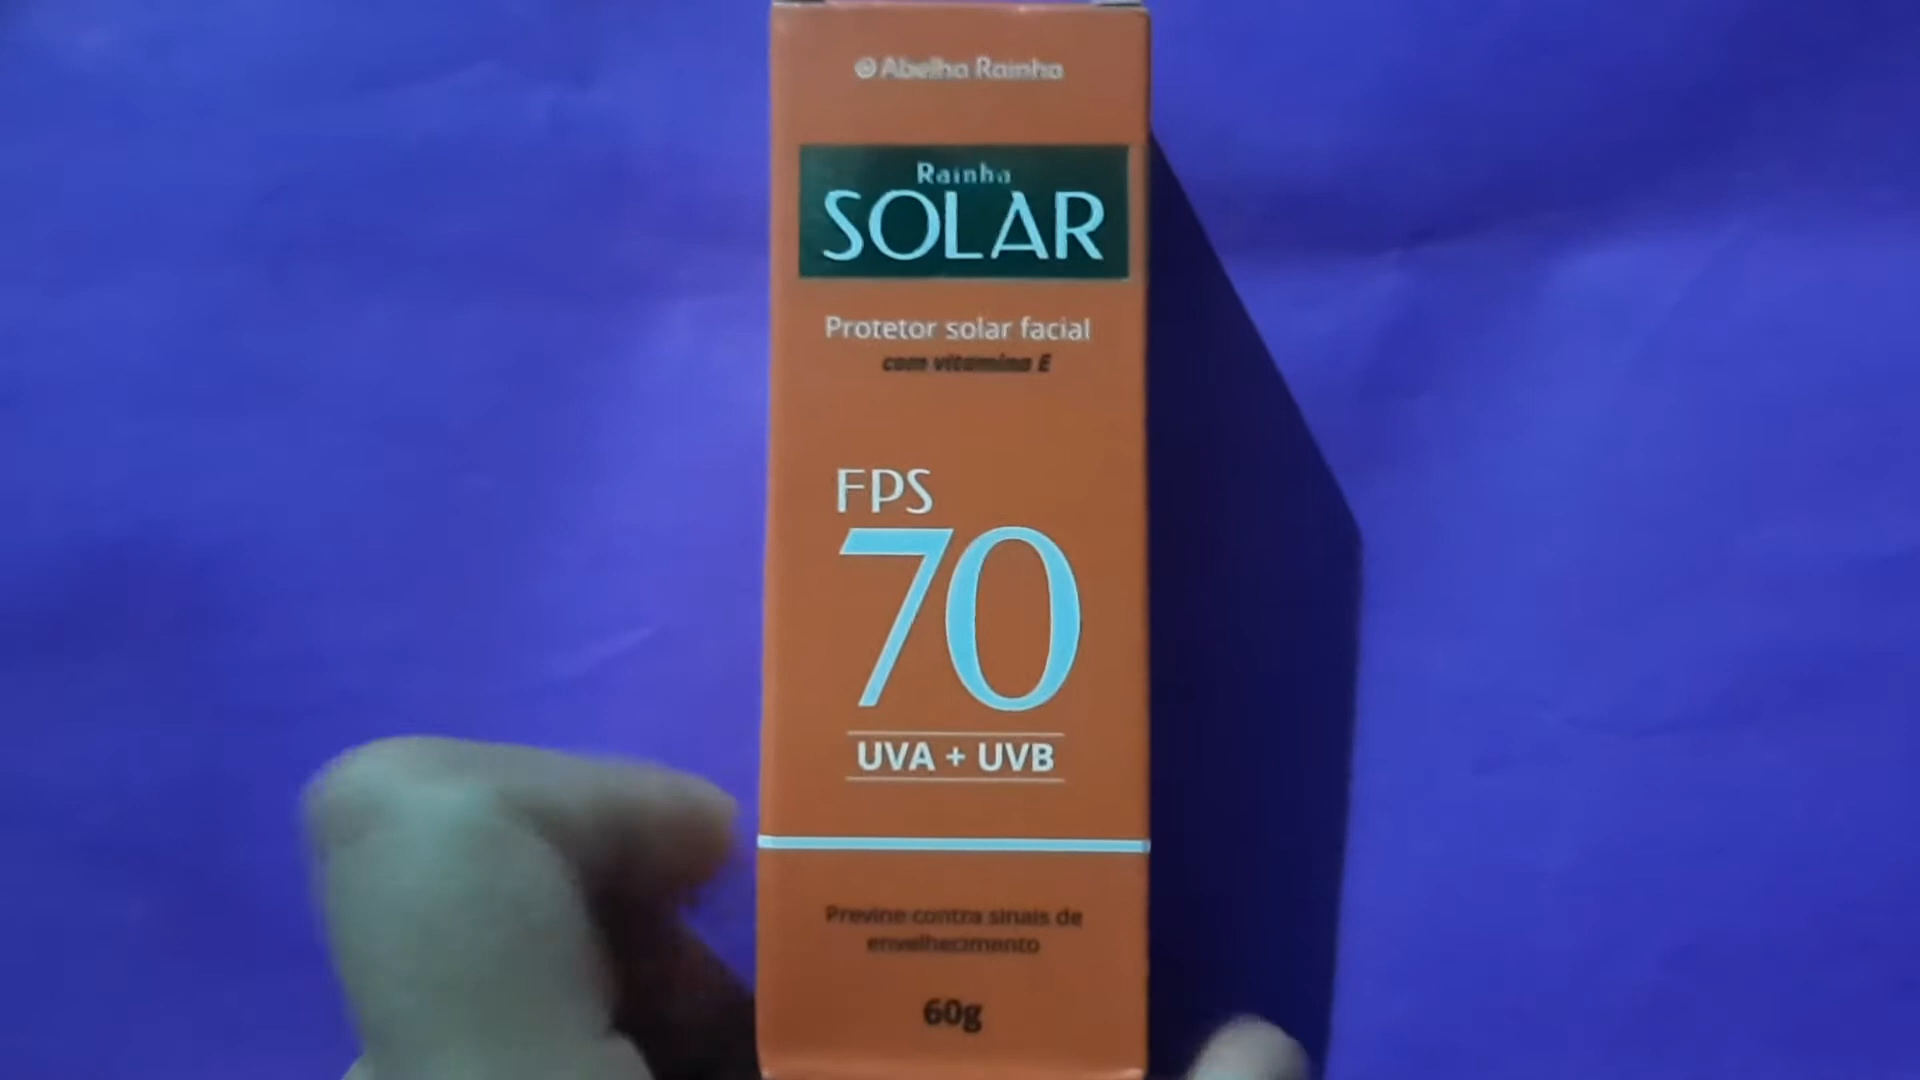 Abelha Rainha
Rainha
SOLAR
Protetor solar facial
com vitamina E
FPS
70
UVA + UVB
Previne contra sinais de
envelhecimento
60g